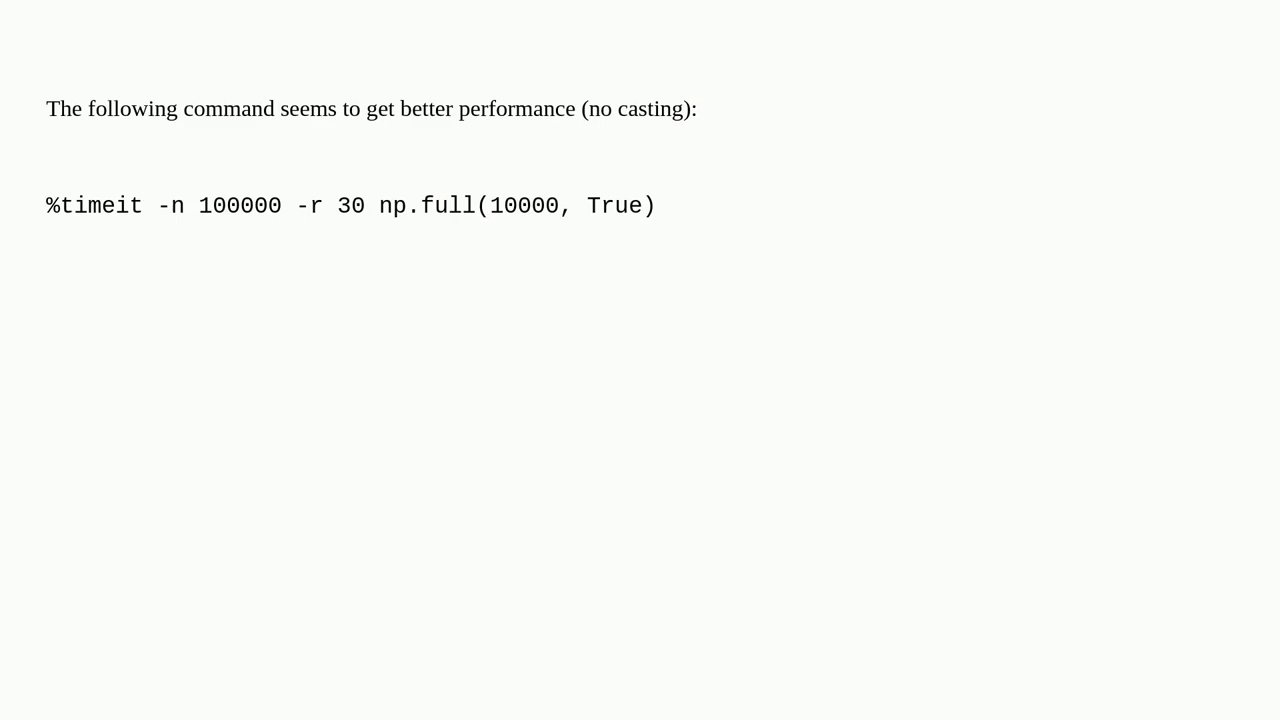 The following command seems to get better performance (no casting):
%timeit -n 100000 -r 30 np.full(10000, True)